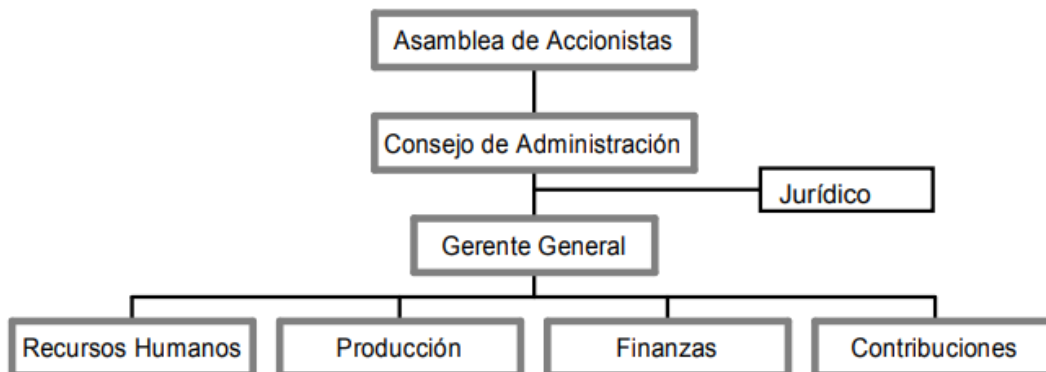 Asamblea de Accionistas
Consejo de Administración
Jurídico
Gerente General
Recursos Humanos
Producción
Finanzas
Contribuciones